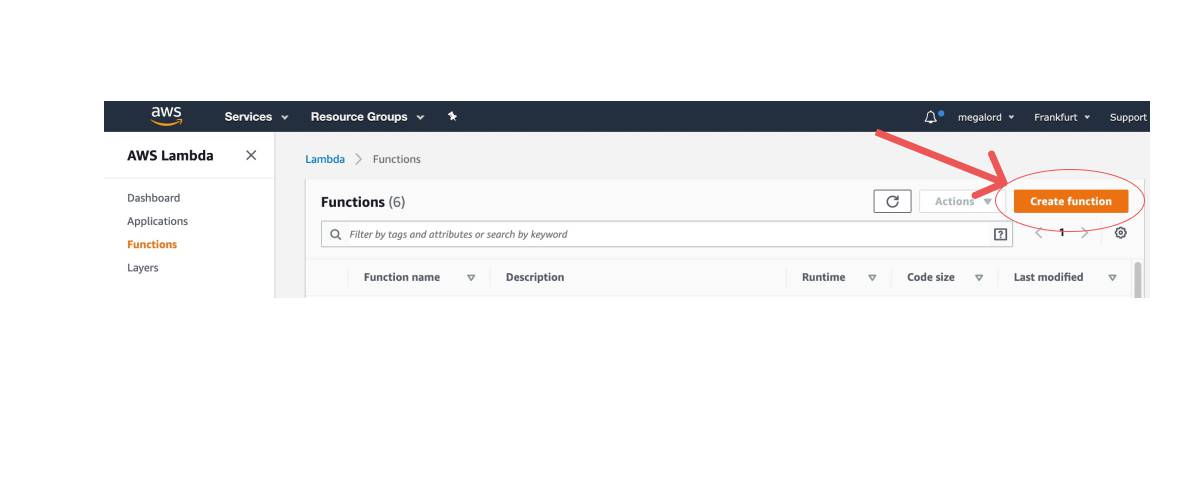 aws Services Resource Groups megalord Frankfurt Support
AWS Lambda
Lambda Functions
Dashboard
Applications
Functions
Layers
Functions (6) Actions Create function
Filter by tags and attributes or search by keyword ? 1
Function name Description Runtime Code size Last modified